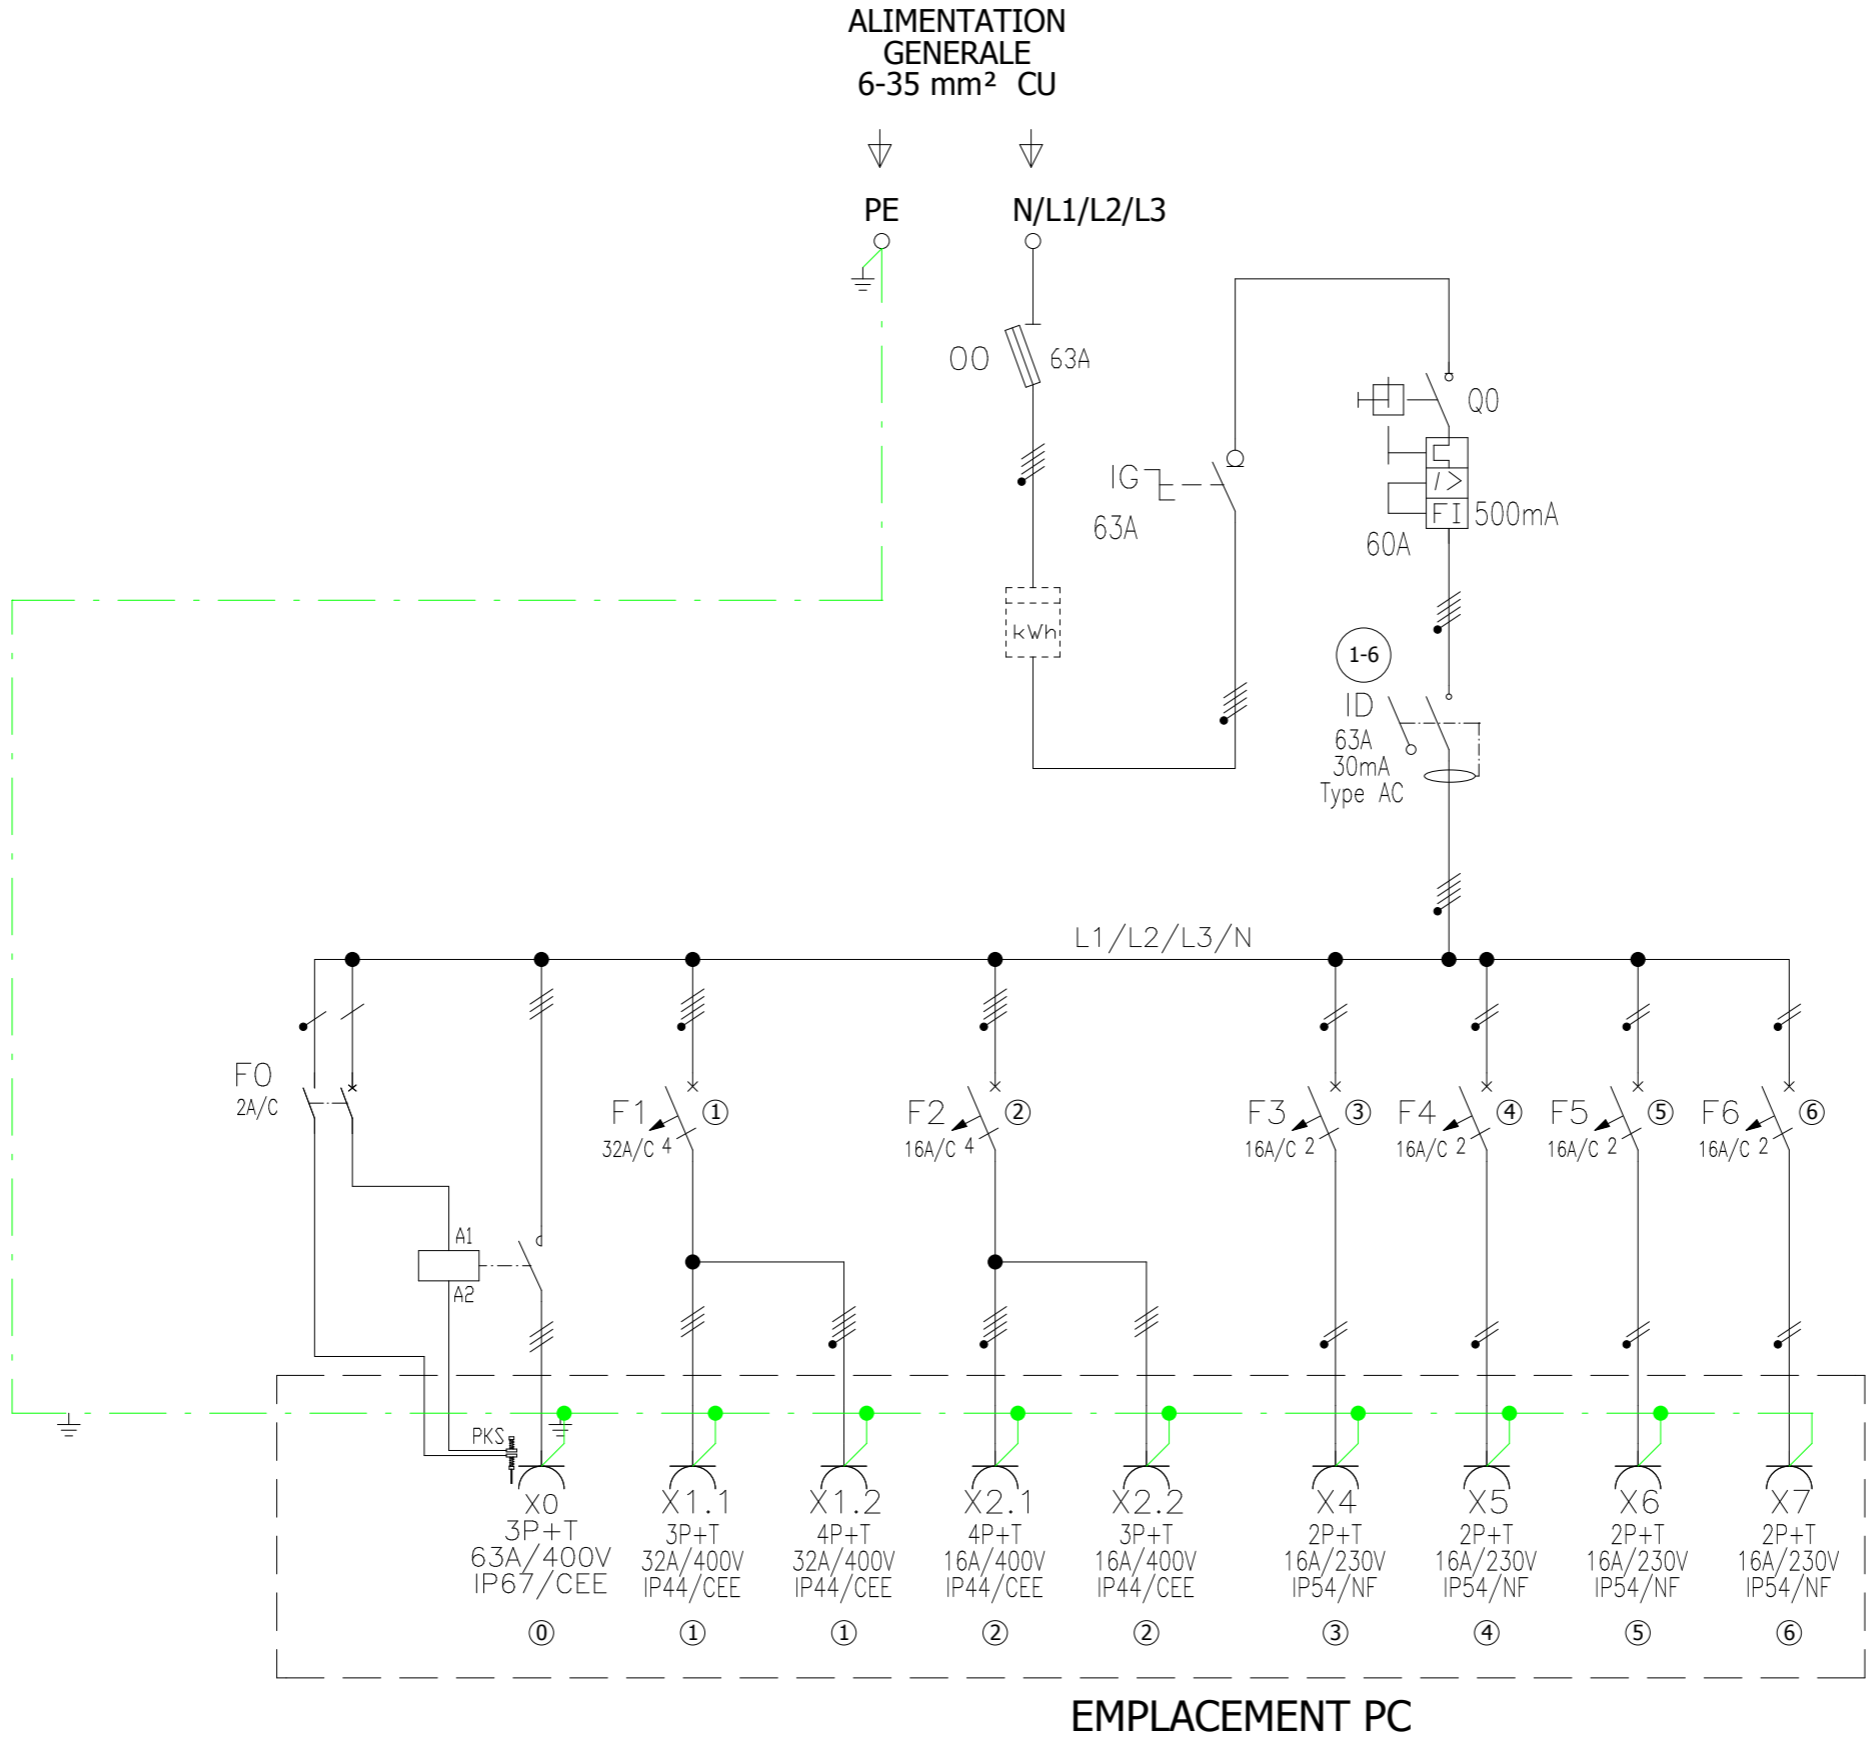 ALIMENTATION
GENERALE
6-35 mm² CU
PE
N/L1/L2/L3
00
63A
Q0
IG
63A
I>
FI
500mA
60A
kWh
1-6
ID
63A
30mA
Type AC
L1/L2/L3/N
F0
2A/C
F1
①
32A/C 4
F2
②
16A/C 4
F3
③
16A/C 2
F4
④
16A/C 2
F5
⑤
16A/C 2
F6
⑥
16A/C 2
A1
A2
PKS
X0
3P+T
63A/400V
IP67/CEE
⓪
X1.1
3P+T
32A/400V
IP44/CEE
①
X1.2
4P+T
32A/400V
IP44/CEE
①
X2.1
4P+T
16A/400V
IP44/CEE
②
X2.2
3P+T
16A/400V
IP44/CEE
②
X4
2P+T
16A/230V
IP54/NF
③
X5
2P+T
16A/230V
IP54/NF
④
X6
2P+T
16A/230V
IP54/NF
⑤
X7
2P+T
16A/230V
IP54/NF
⑥
EMPLACEMENT PC